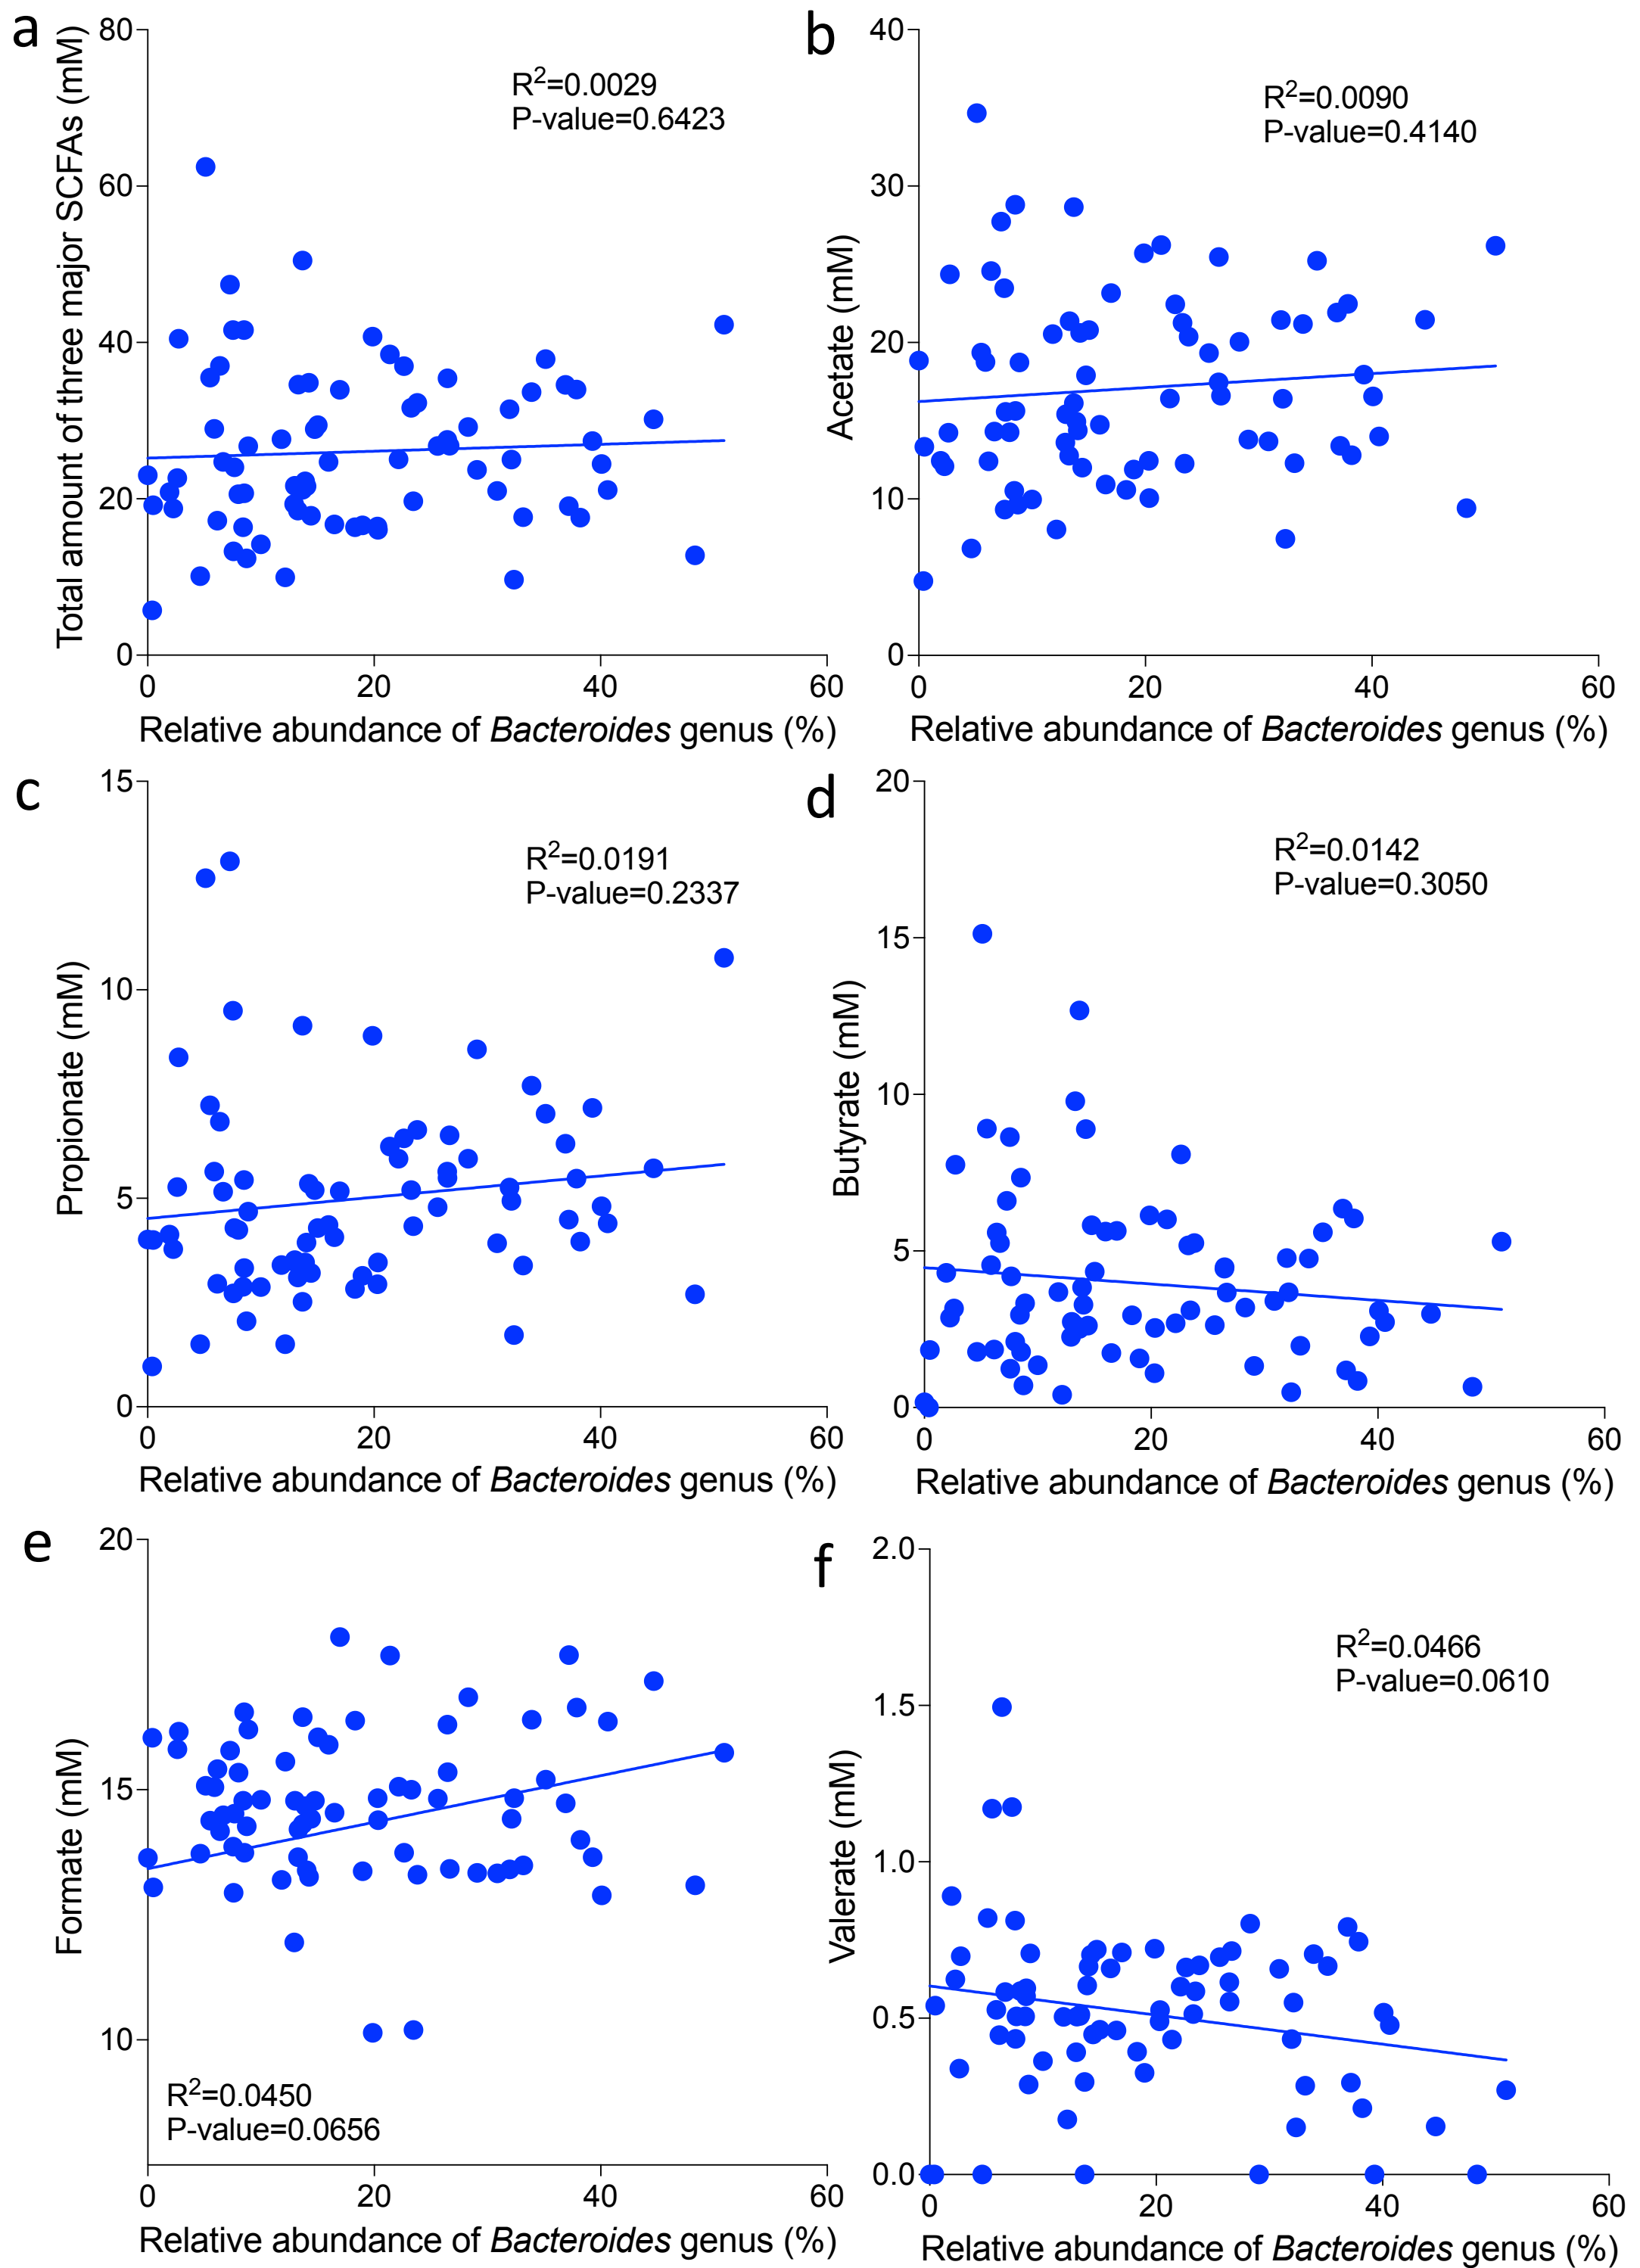 a
80
60
40
20
0
Total amount of three major SCFAs (mM)
R²=0.0029
P-value=0.6423
0 20 40 60
Relative abundance of Bacteroides genus (%)
b
40
30
20
10
0
Acetate (mM)
R²=0.0090
P-value=0.4140
0 20 40 60
Relative abundance of Bacteroides genus (%)
c
15
10
5
0
Propionate (mM)
R²=0.0191
P-value=0.2337
0 20 40 60
Relative abundance of Bacteroides genus (%)
d
20
15
10
5
0
Butyrate (mM)
R²=0.0142
P-value=0.3050
0 20 40 60
Relative abundance of Bacteroides genus (%)
e
20
15
10
Formate (mM)
R²=0.0450
P-value=0.0656
0 20 40 60
Relative abundance of Bacteroides genus (%)
f
2.0
1.5
1.0
0.5
0.0
Valerate (mM)
R²=0.0466
P-value=0.0610
0 20 40 60
Relative abundance of Bacteroides genus (%)